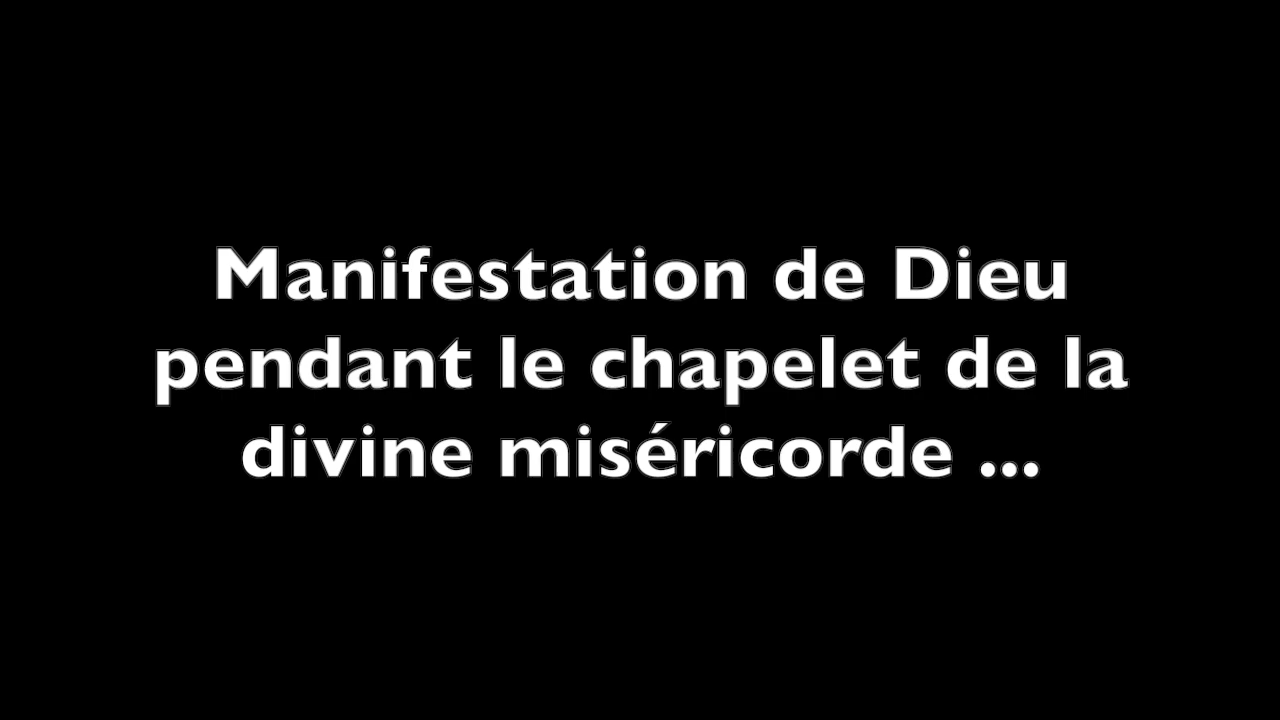 Manifestation de Dieu
pendant le chapelet de la
divine miséricorde ...